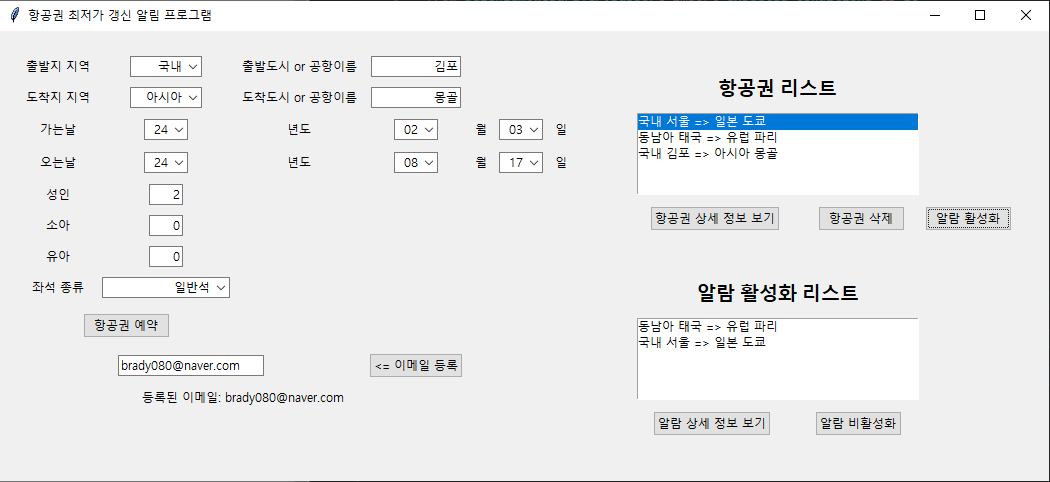 항공권 최저가 갱신 알림 프로그램
출발지 지역 국내 출발도시 or 공항이름 김포
도착지 지역 아시아 도착도시 or 공항이름 몽골
가는날 24 년도 02 월 03 일
오는날 24 년도 08 월 17 일
성인 2
소아 0
유아 0
좌석 종류 일반석
항공권 예약
brady080@naver.com <= 이메일 등록
등록된 이메일: brady080@naver.com
항공권 리스트
국내 서울 => 일본 도쿄
동남아 태국 => 유럽 파리
국내 김포 => 아시아 몽골
항공권 상세 정보 보기 항공권 삭제 알람 활성화
알람 활성화 리스트
동남아 태국 => 유럽 파리
국내 서울 => 일본 도쿄
알람 상세 정보 보기 알람 비활성화